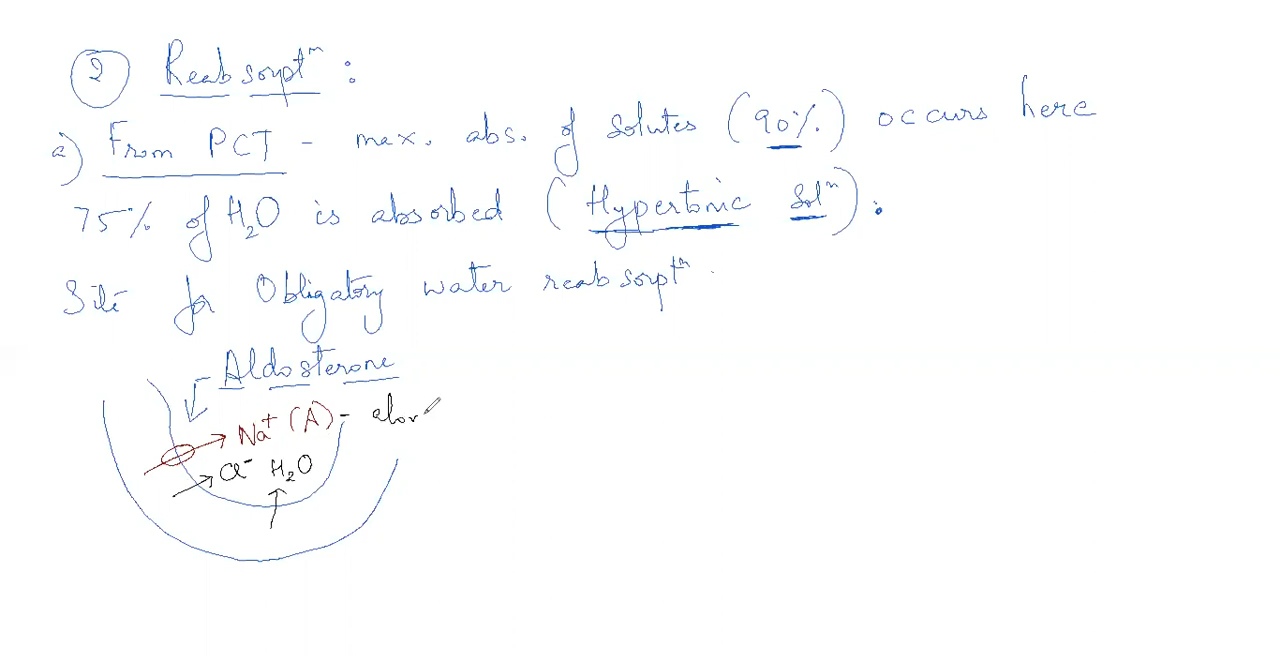 2 Reabsorptⁿ :
a) From PCT - max. abs. of solutes (90%) occurs here
75% of H₂O is absorbed (Hypertonic Solⁿ).
Site for Obligatory water reabsorptⁿ.
Aldosterone
Na⁺ (A) -
Cl⁻ H₂O